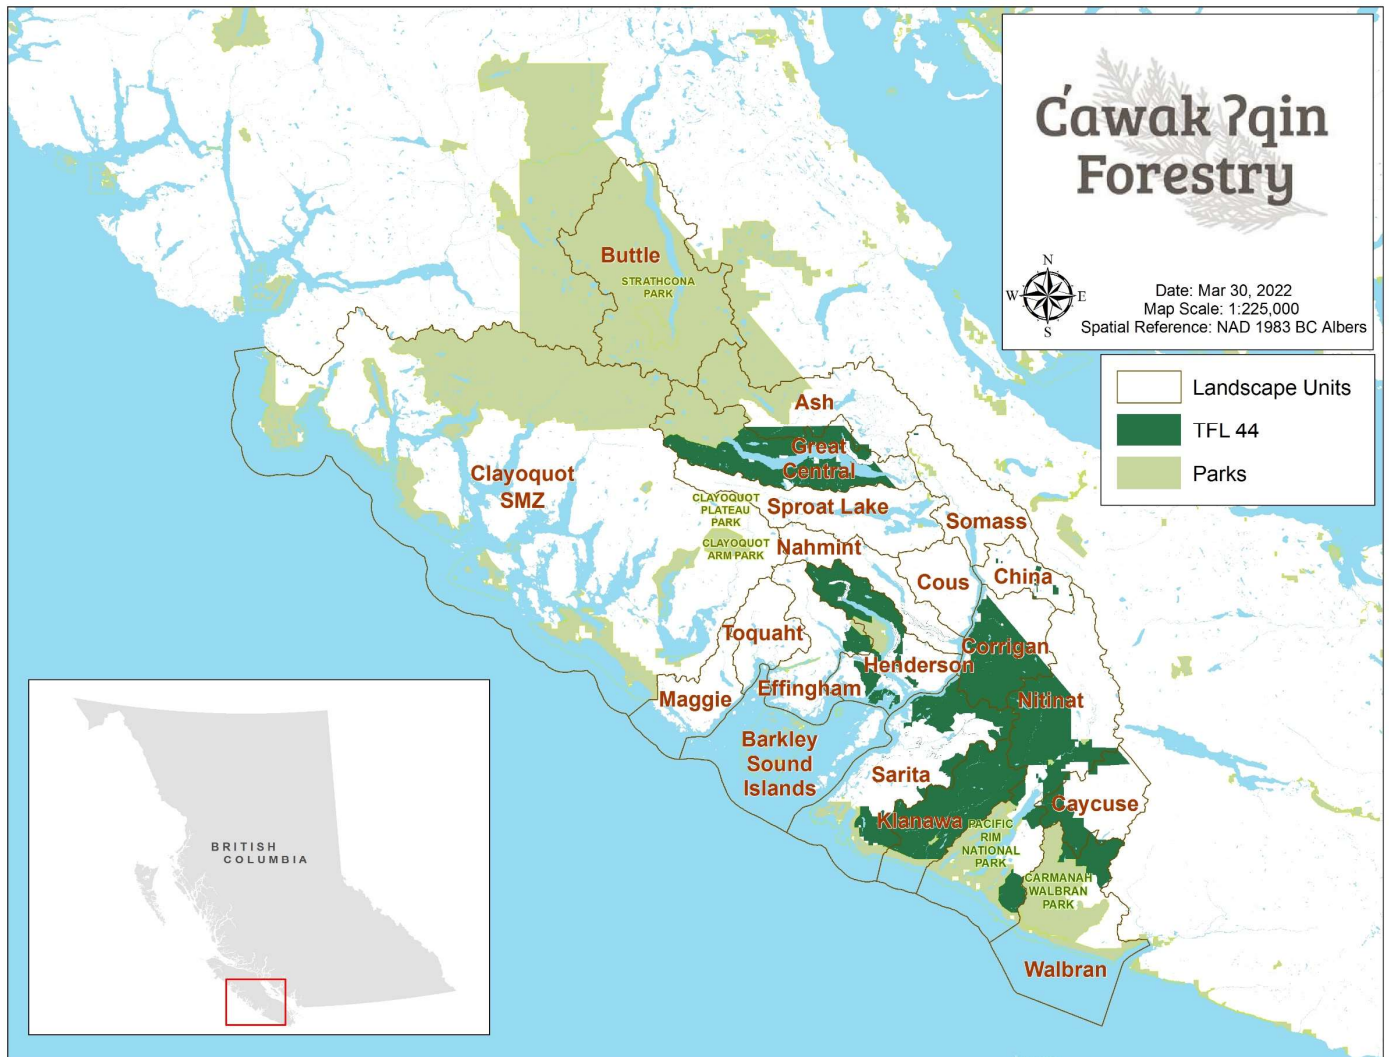 C̓awak ʔqin
Forestry
N
W
E
S
Date: Mar 30, 2022
Map Scale: 1:225,000
Spatial Reference: NAD 1983 BC Albers
Landscape Units
TFL 44
Parks
Buttle
STRATHCONA
PARK
Ash
Great
Central
Clayoquot
SMZ
CLAYOQUOT
PLATEAU
PARK
Sproat Lake
Somass
CLAYOQUOT
ARM PARK
Nahmint
Cous
China
Toquaht
Corrigan
Henderson
Effingham
Maggie
Nitinat
Barkley
Sound
Islands
Sarita
Caycuse
Klanawa
PACIFIC
RIM
NATIONAL
PARK
CARMANAH
WALBRAN
PARK
Walbran
BRITISH
COLUMBIA